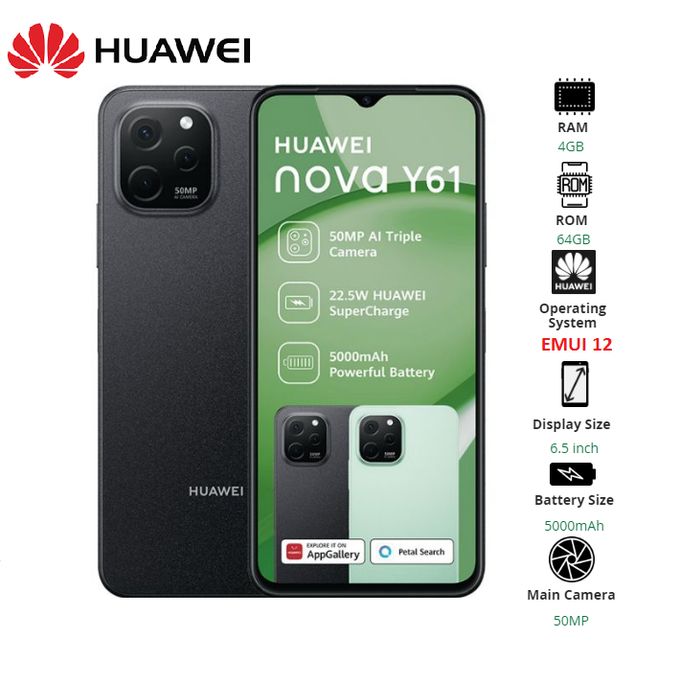 HUAWEI
50MP
AI CAMERA
HUAWEI
HUAWEI
nova Y61
50MP AI Triple
Camera
22.5W HUAWEI
SuperCharge
5000mAh
Powerful Battery
50MP
50MP
EXPLORE IT ON
AppGallery
Petal Search
RAM
4GB
ROM
ROM
64GB
HUAWEI
Operating
System
EMUI 12
Display Size
6.5 inch
Battery Size
5000mAh
Main Camera
50MP